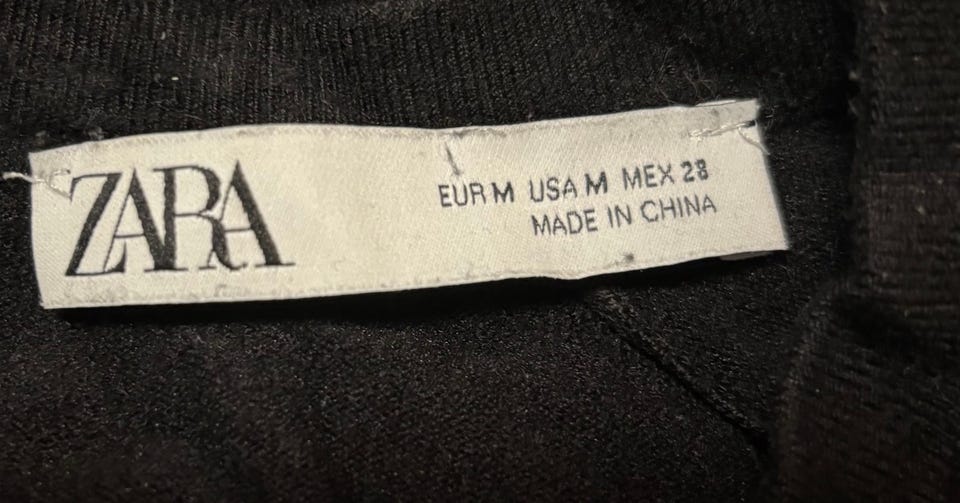 ZARA
EUR M USA M MEX 28
MADE IN CHINA